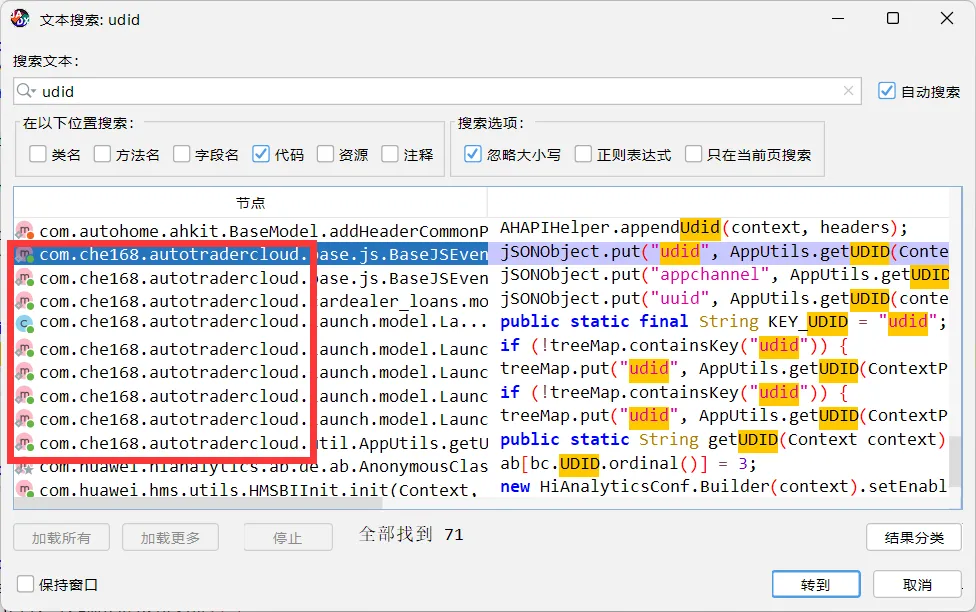 文本搜索: udid
搜索文本:
udid
自动搜索
在以下位置搜索:
类名 方法名 字段名 代码 资源 注释
搜索选项:
忽略大小写 正则表达式 只在当前页搜索
节点
com.autohome.ahkit.BaseModel.addHeaderCommonP AHAPIHelper.appendUdid(context, headers);
com.che168.autotradercloud.base.js.BaseJSEven jSONObject.put("udid", AppUtils.getUDID(Conte
com.che168.autotradercloud.base.js.BaseJSEven jSONObject.put("appchannel", AppUtils.getUDID
com.che168.autotradercloud.ardealer_loans.mo jSONObject.put("uuid", AppUtils.getUDID(conte
com.che168.autotradercloud.launch.model.La... public static final String KEY_UDID = "udid";
com.che168.autotradercloud.launch.model.Launc if (!treeMap.containsKey("udid")) {
com.che168.autotradercloud.launch.model.Launc treeMap.put("udid", AppUtils.getUDID(ContextP
com.che168.autotradercloud.launch.model.Launc if (!treeMap.containsKey("udid")) {
com.che168.autotradercloud.launch.model.Launc treeMap.put("udid", AppUtils.getUDID(ContextP
com.che168.autotradercloud.util.AppUtils.getU public static String getUDID(Context context)
com.huawei.hianalytics.ab.de.ab.AnonymousClas ab[bc.UDID.ordinal()] = 3;
com.huawei.hms.utils.HMSBIInit.init(Context, new HiAnalyticsConf.Builder(context).setEnabl
加载所有 加载更多 停止 全部找到 71 结果分类
保持窗口 转到 取消